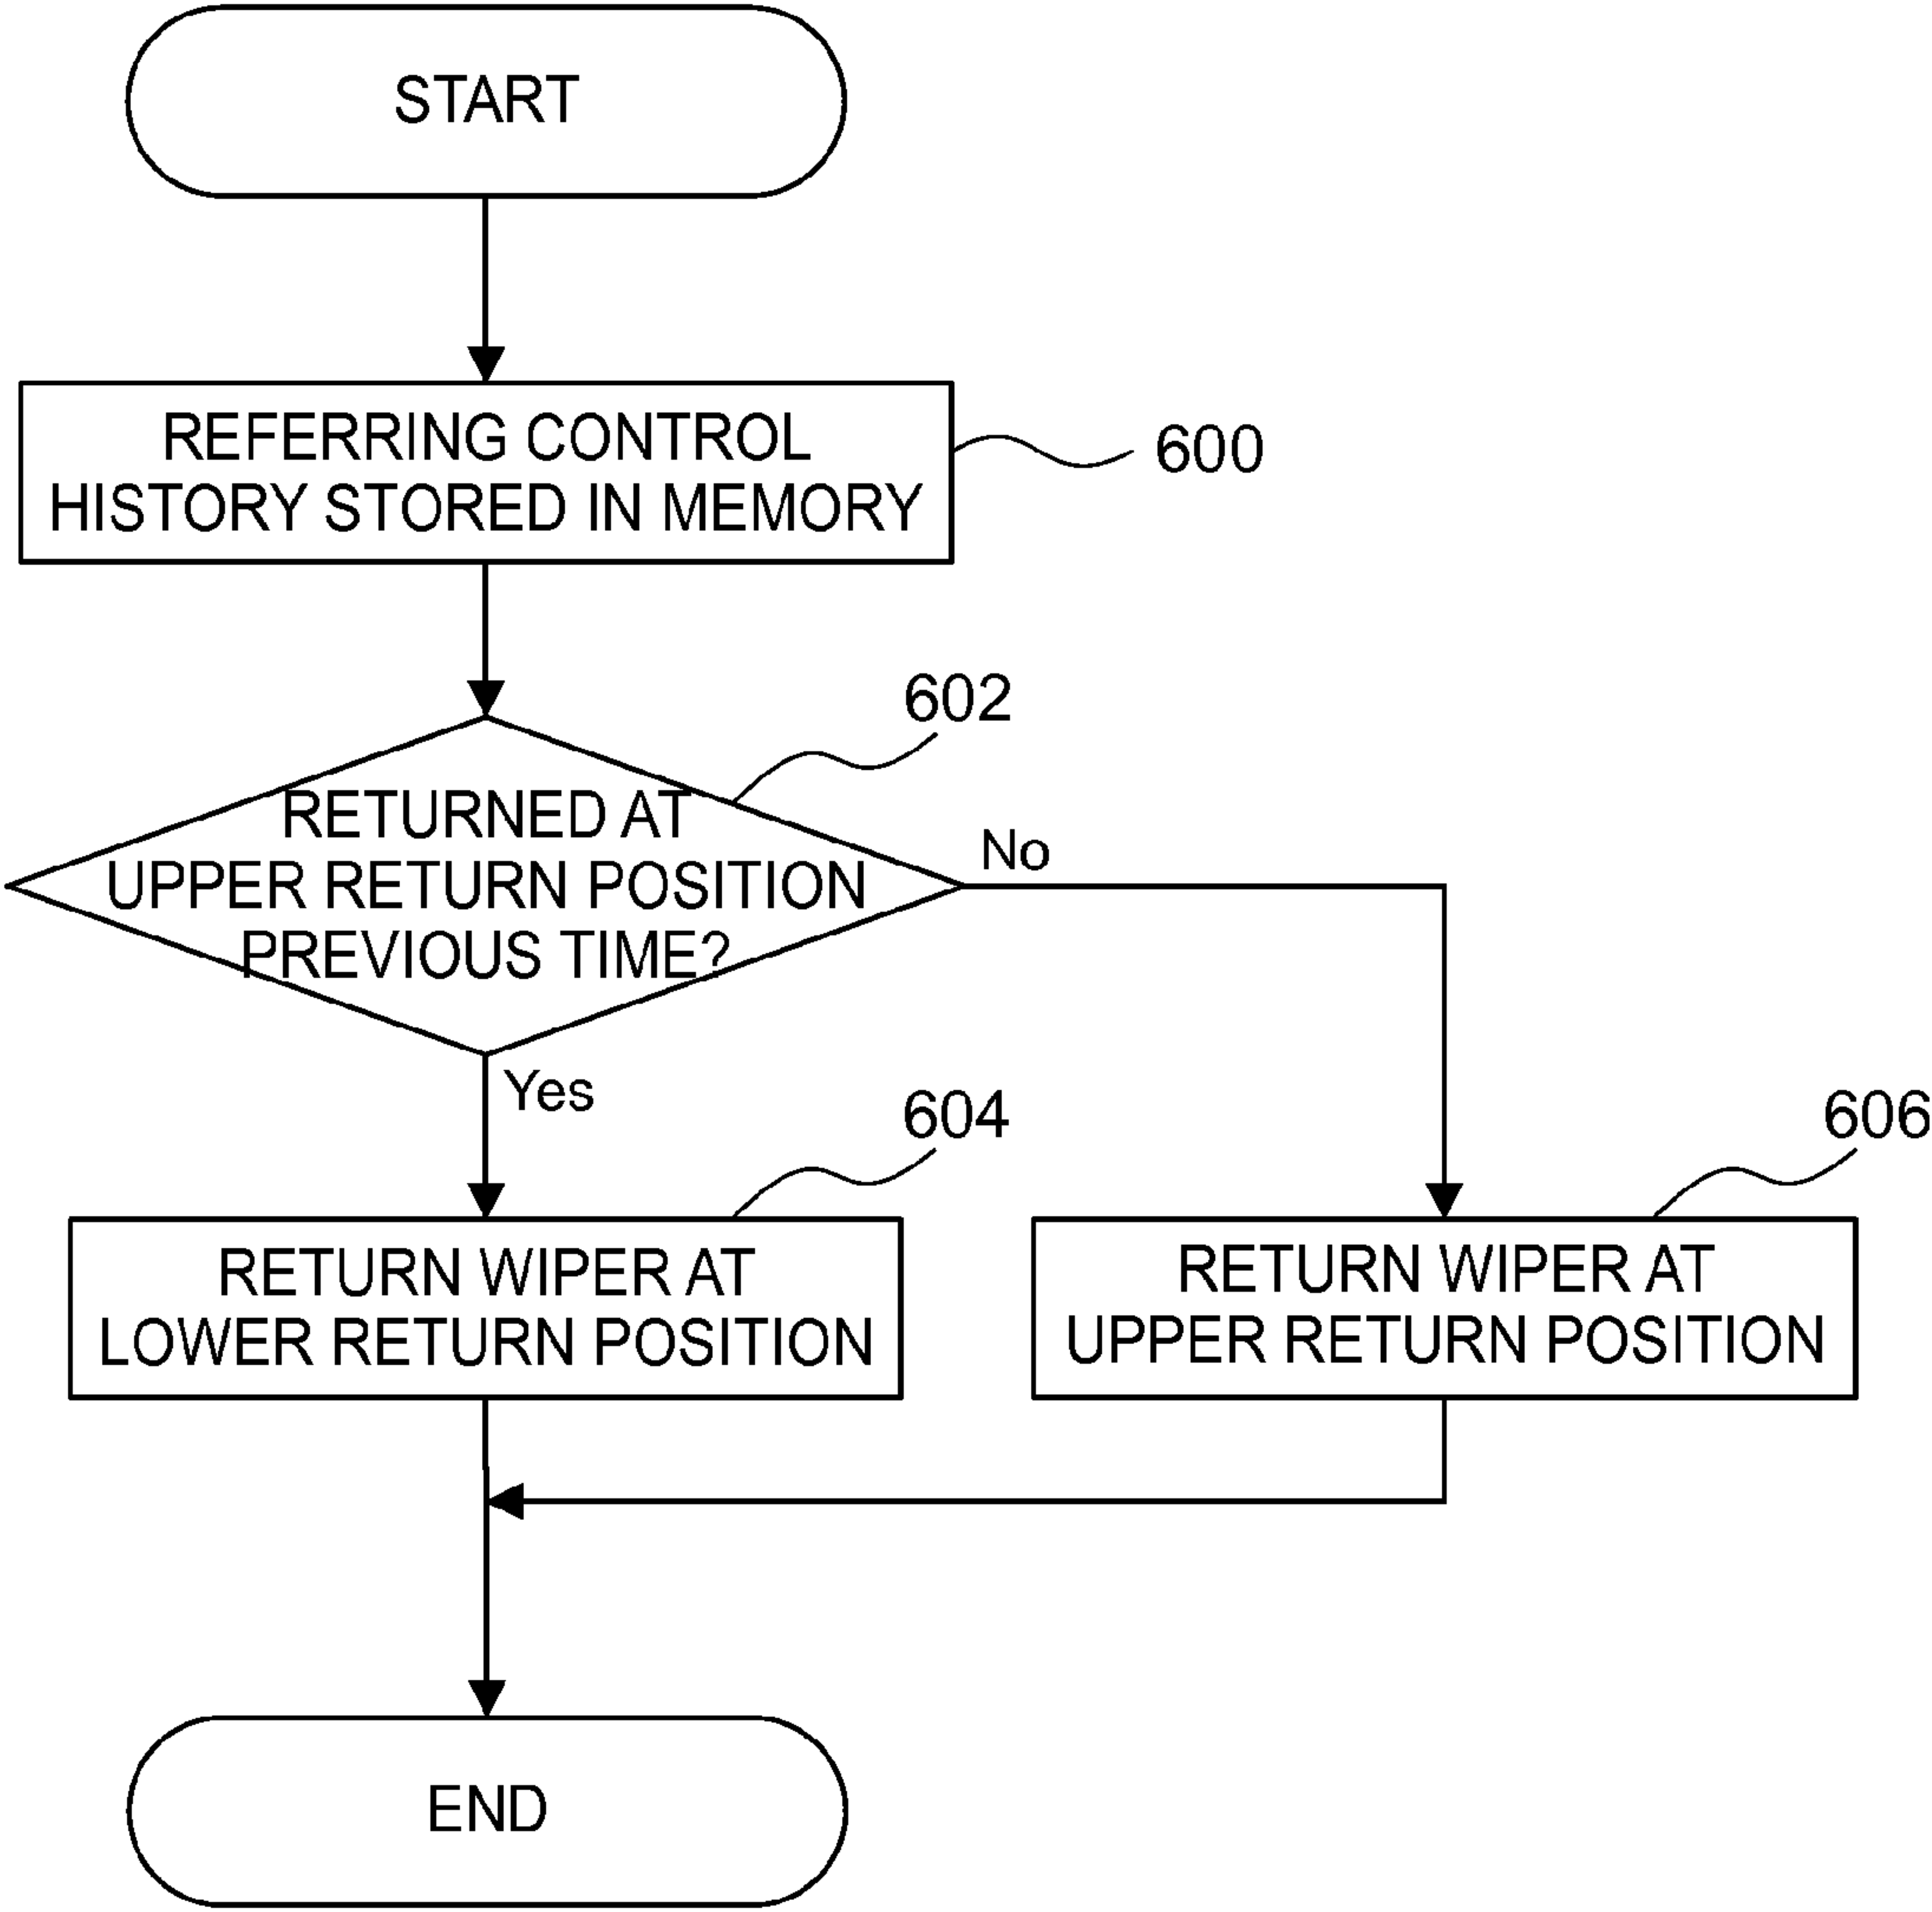 START
REFERRING CONTROL
HISTORY STORED IN MEMORY
600
602
RETURNED AT
UPPER RETURN POSITION
PREVIOUS TIME?
No
Yes
604
606
RETURN WIPER AT
LOWER RETURN POSITION
RETURN WIPER AT
UPPER RETURN POSITION
END